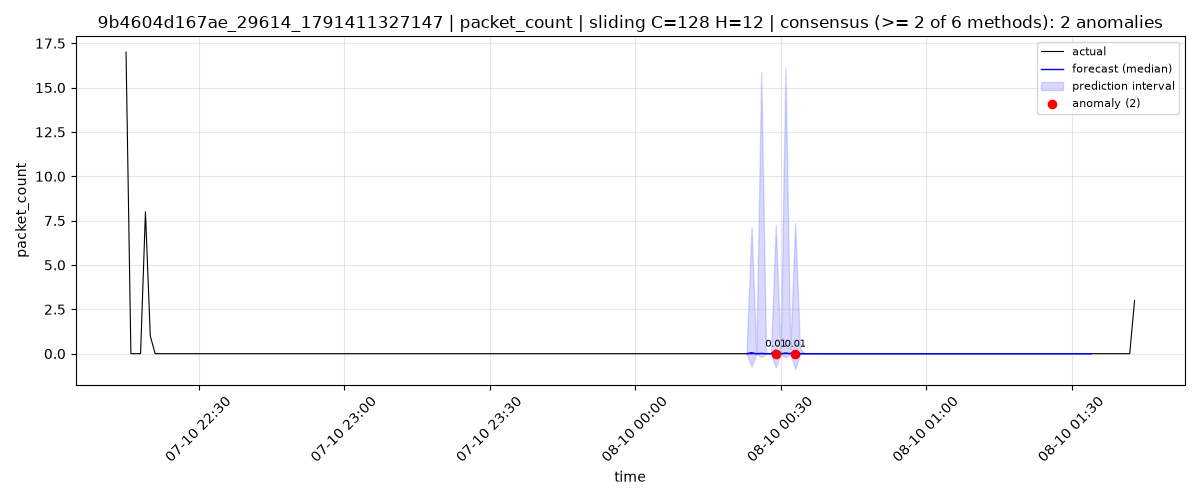 9b4604d167ae_29614_1791411327147 | packet_count | sliding C=128 H=12 | consensus (>= 2 of 6 methods): 2 anomalies
actual
forecast (median)
prediction interval
anomaly (2)
packet_count
17.5
15.0
12.5
10.0
7.5
5.0
2.5
0.0
0.01
0.01
07-10 22:30
07-10 23:00
07-10 23:30
08-10 00:00
08-10 00:30
08-10 01:00
08-10 01:30
time